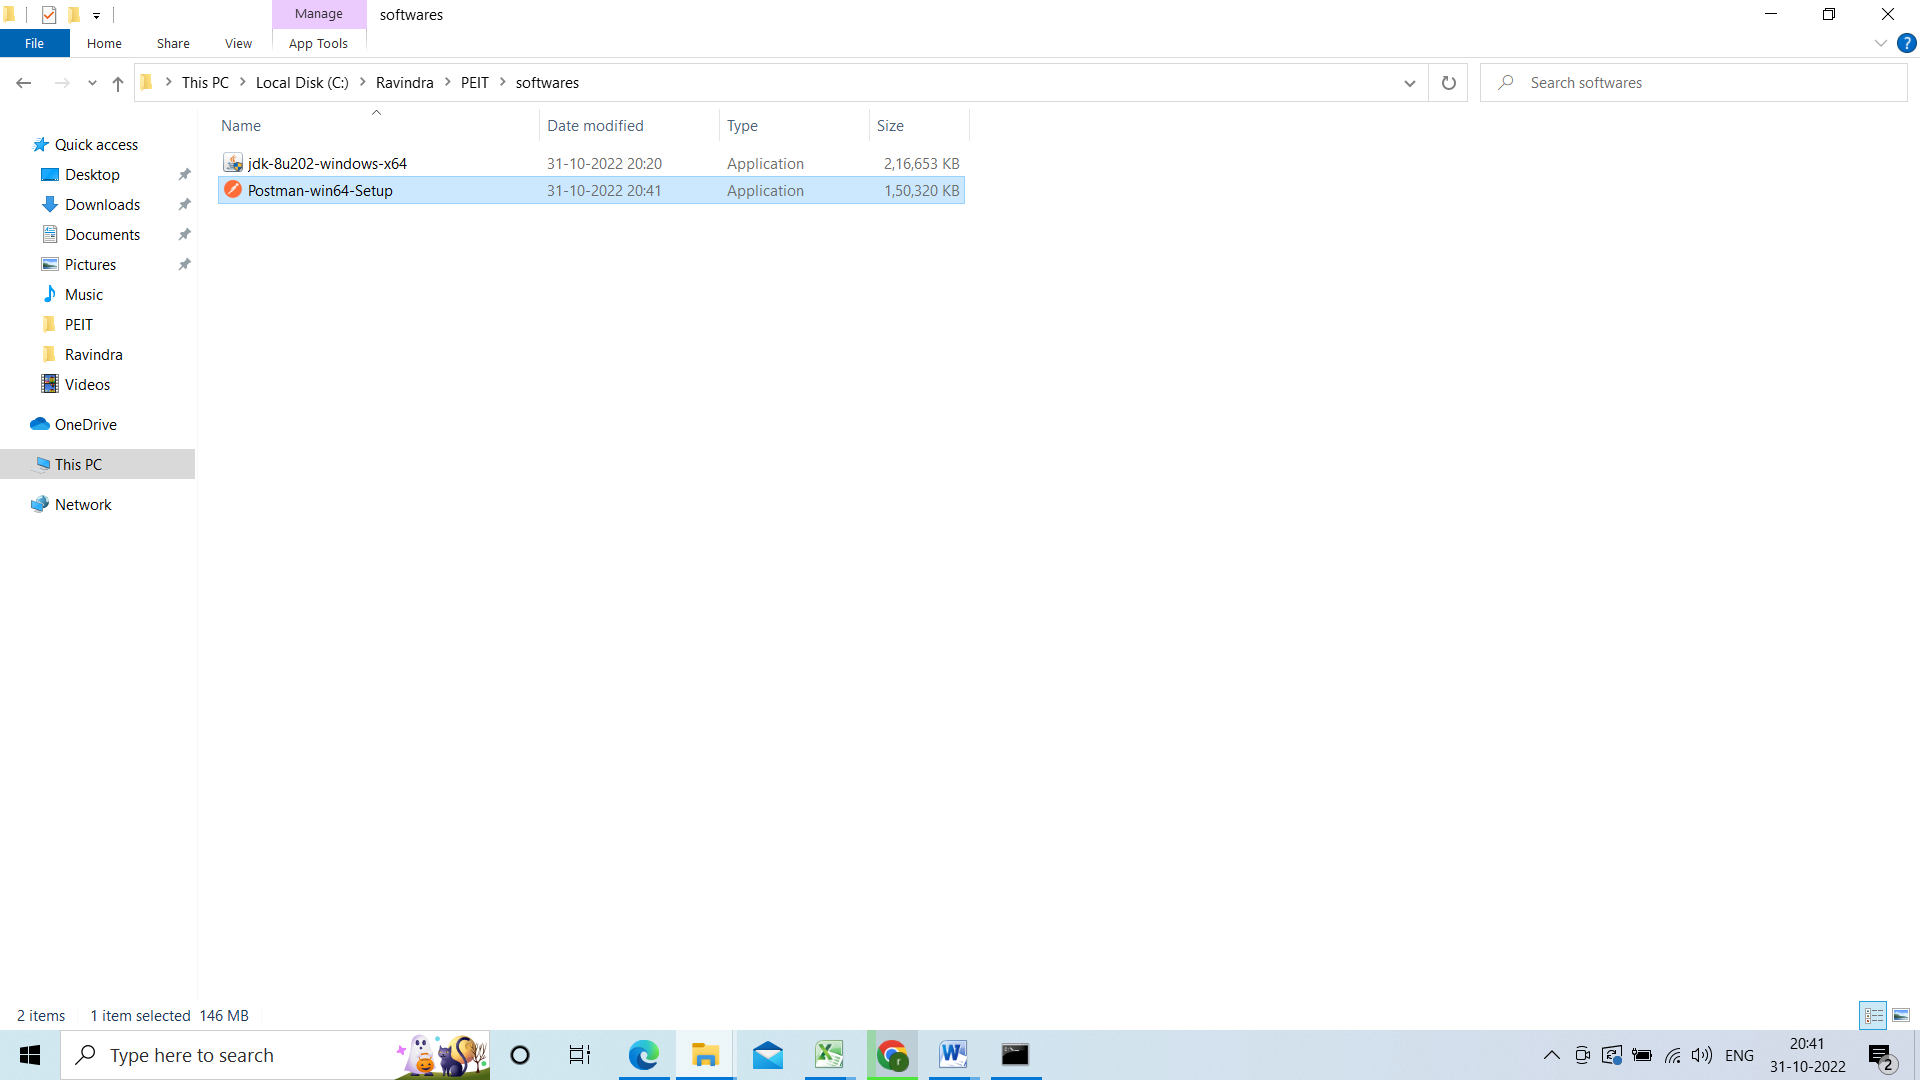 Manage
softwares
File
Home
Share
View
App Tools
?
This PC
Local Disk (C:)
Ravindra
PEIT
softwares
Search softwares
Name
Date modified
Type
Size
Quick access
Desktop
Downloads
Documents
Pictures
Music
PEIT
Ravindra
Videos
OneDrive
This PC
Network
jdk-8u202-windows-x64 31-10-2022 20:20 Application 2,16,653 KB
Postman-win64-Setup 31-10-2022 20:41 Application 1,50,320 KB
2 items 1 item selected 146 MB
Type here to search
r
ENG
20:41
31-10-2022
2